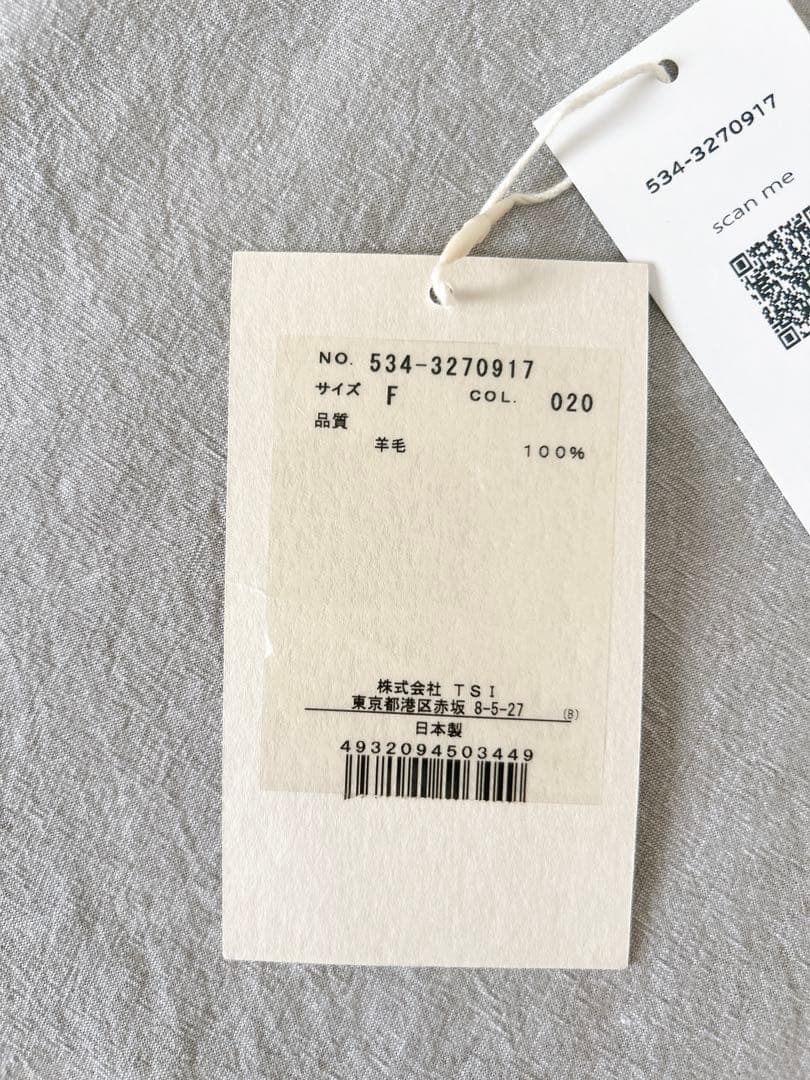 534-3270917
scan me
NO. 534-3270917
サイズ F COL. 020
品質
羊毛 100%
株式会社 TSI
東京都港区赤坂 8-5-27 (B)
日本製
4932094503449